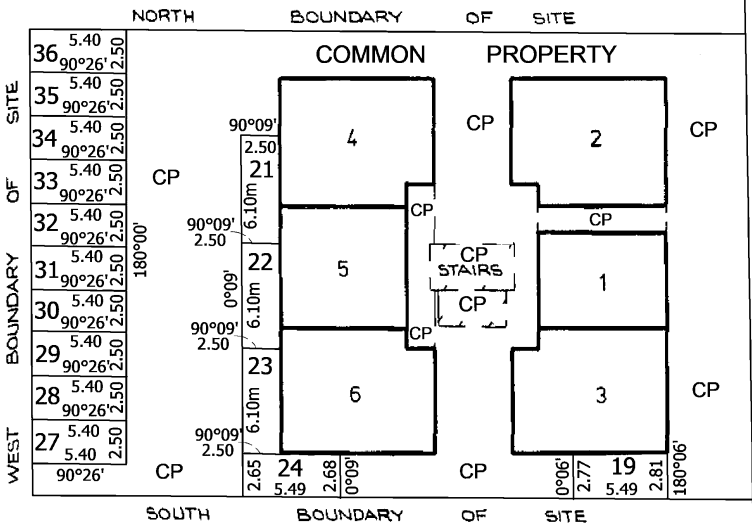 NORTH BOUNDARY OF SITE
COMMON PROPERTY
WEST BOUNDARY OF SITE
36 5.40 90°26' 2.50
35 5.40 90°26' 2.50
34 5.40 90°26' 2.50
33 5.40 90°26' 2.50
32 5.40 90°26' 2.50
31 5.40 90°26' 2.50
30 5.40 90°26' 2.50
29 5.40 90°26' 2.50
28 5.40 90°26' 2.50
27 5.40 5.40 2.50
90°26'
180°00'
CP
CP
90°09'
2.50
21
6.10m
90°09'
2.50
22
6.10m
0°09'
90°09'
2.50
23
6.10m
90°09'
2.50
4
5
6
CP
CP
CP
CP
STAIRS
CP
2
CP
CP
1
3
CP
2.65 24 2.68 0°09'
5.49
CP
0°06' 2.77 19 2.81 180°06'
5.49
SOUTH BOUNDARY OF SITE